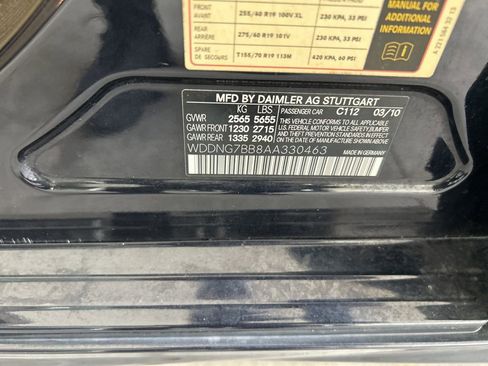 FRONT
AVANT 255/40 R19 100V XL 230 KPA, 33 PSI
REAR
ARRIÈRE 275/40 R19 101V 230 KPA, 33 PSI
SPARE
DE SECOURS T155/70 R19 113M 420 KPA, 60 PSI
MANUAL FOR
ADDITIONAL
INFORMATION
MFD BY DAIMLER AG STUTTGART
KG LBS PASSENGER CAR C112 03/10
GVWR 2565 5655 THIS VEHICLE CONFORMS TO ALL APPLICABLE
GAWR FRONT 1230 2715 U.S. FEDERAL MOTOR VEHICLE SAFETY
GAWR REAR 1335 2940 BUMPER AND THEFT PREVENTION STANDARDS IN EFFECT
ON THE DATE OF MANUFACTURE SHOWN ABOVE
WDDNG7BB8AA330463 MADE IN GERMANY